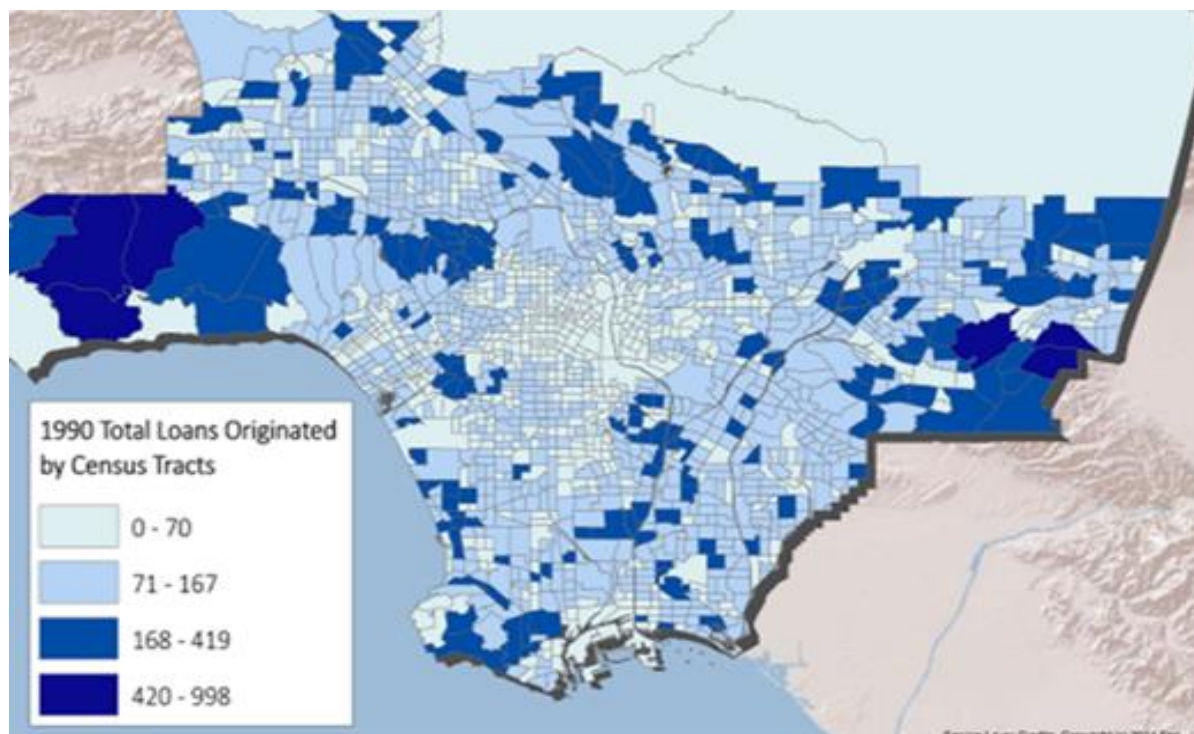 1990 Total Loans Originated
by Census Tracts
0 - 70
71 - 167
168 - 419
420 - 998